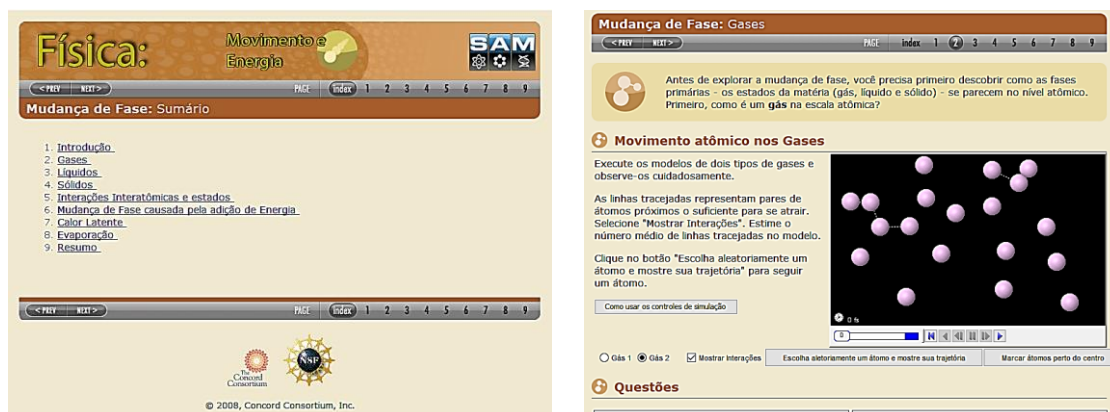 Física:
Movimento e
Energia
SAM
< PREV NEXT > PAGE index 1 2 3 4 5 6 7 8 9
Mudança de Fase: Sumário
1. Introdução
2. Gases
3. Líquidos
4. Sólidos
5. Interações Interatômicas e estados
6. Mudança de Fase causada pela adição de Energia
7. Calor Latente
8. Evaporação
9. Resumo
< PREV NEXT > PAGE index 1 2 3 4 5 6 7 8 9
The
Concord
Consortium
NSF
© 2008, Concord Consortium, Inc.
Mudança de Fase: Gases
< PREV NEXT > PAGE index 1 2 3 4 5 6 7 8 9
Antes de explorar a mudança de fase, você precisa primeiro descobrir como as fases
primárias - os estados da matéria (gás, líquido e sólido) - se parecem no nível atômico.
Primeiro, como é um gás na escala atômica?
Movimento atômico nos Gases
Execute os modelos de dois tipos de gases e
observe-os cuidadosamente.
As linhas tracejadas representam pares de
átomos próximos o suficiente para se atrair.
Selecione "Mostrar Interações". Estime o
número médio de linhas tracejadas no modelo.
Clique no botão "Escolha aleatoriamente um
átomo e mostre sua trajetória" para seguir
um átomo.
Como usar os controles de simulação
0 fs
0
Gás 1 Gás 2 Mostrar Interações Escolha aletoriamente um átomo e mostre sua trajetória Marcar átomos perto do centro
Questões